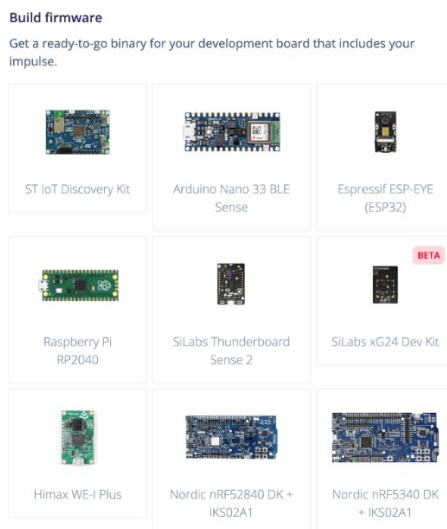 Build firmware
Get a ready-to-go binary for your development board that includes your
impulse.
ST IoT Discovery Kit
Arduino Nano 33 BLE
Sense
Espressif ESP-EYE
(ESP32)
BETA
Raspberry Pi
RP2040
SiLabs Thunderboard
Sense 2
SiLabs xG24 Dev Kit
Himax WE-I Plus
Nordic nRF52840 DK +
IKS02A1
Nordic nRF5340 DK
+ IKS02A1